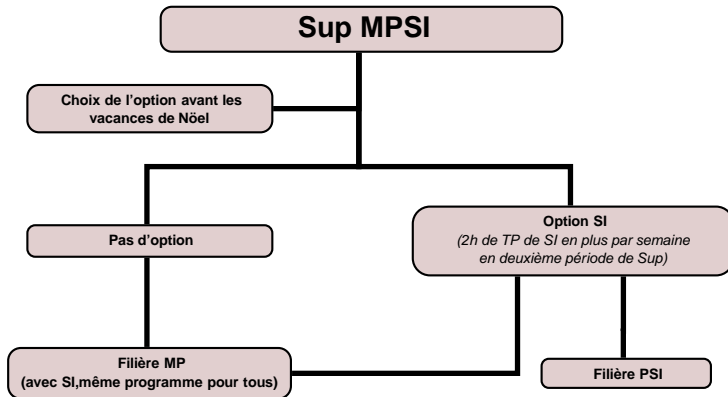 Sup MPSI
Choix de l'option avant les
vacances de Nöel
Pas d'option
Option SI
(2h de TP de SI en plus par semaine
en deuxième période de Sup)
Filière MP
(avec SI,même programme pour tous)
Filière PSI